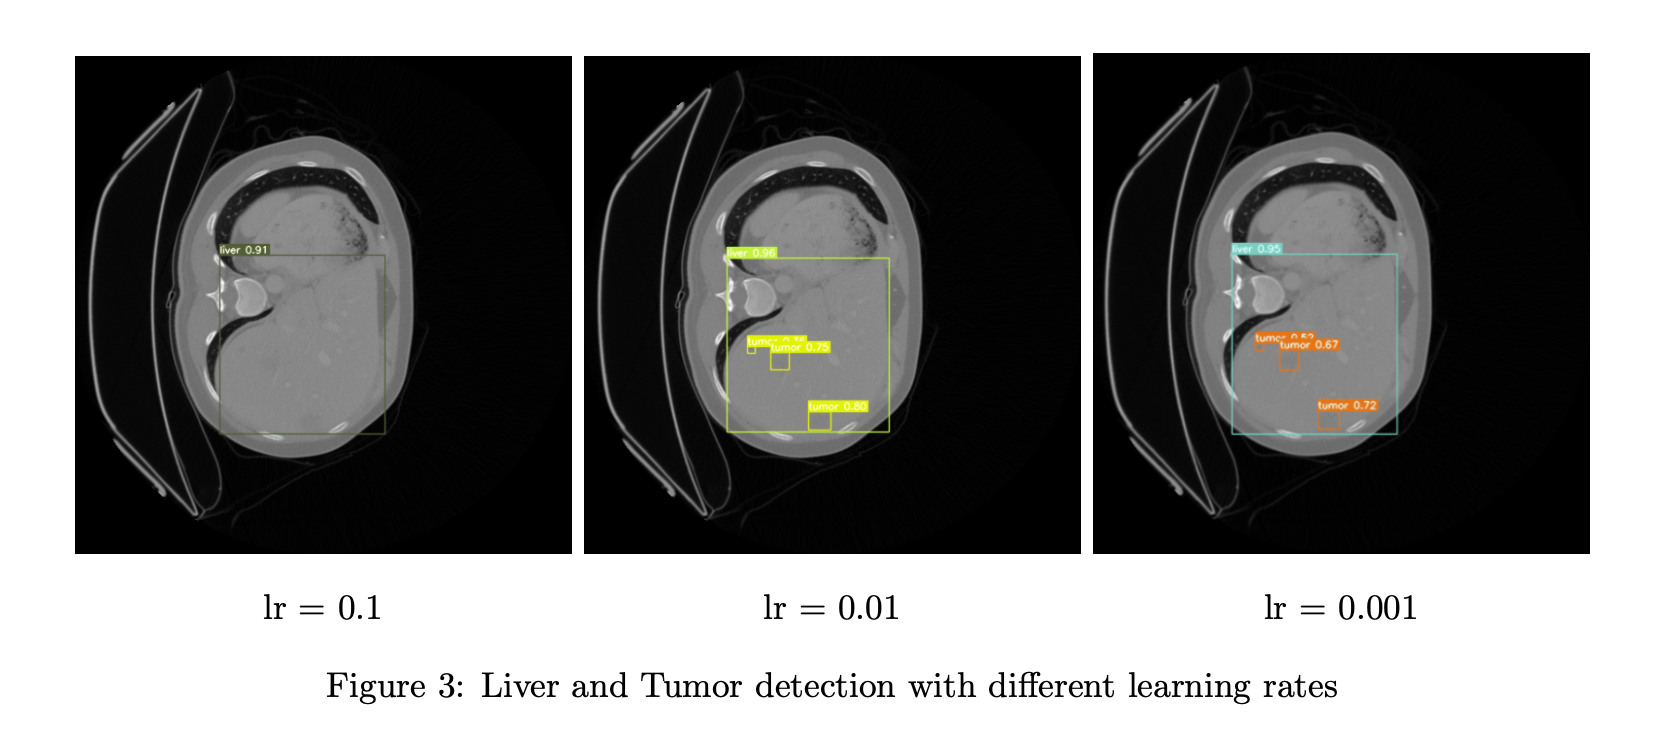 liver 0.91
liver 0.96
tumor
tumor 0.75
tumor 0.80
liver 0.95
tumor 0.52
tumor 0.67
tumor 0.72
lr = 0.1
lr = 0.01
lr = 0.001
Figure 3: Liver and Tumor detection with different learning rates